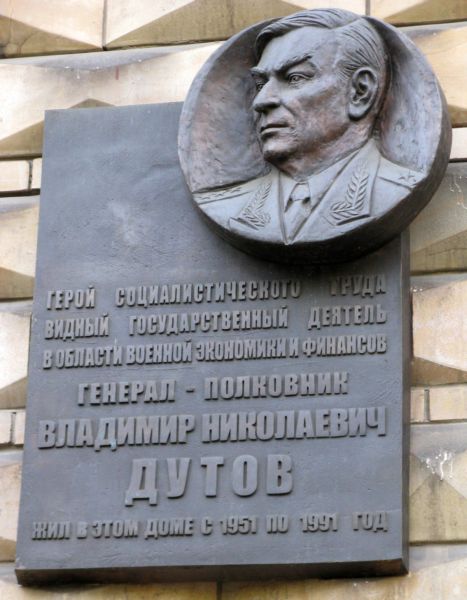 ГЕРОЙ СОЦИАЛИСТИЧЕСКОГО ТРУДА
ВИДНЫЙ ГОСУДАРСТВЕННЫЙ ДЕЯТЕЛЬ
В ОБЛАСТИ ВОЕННОЙ ЭКОНОМИКИ И ФИНАНСОВ
ГЕНЕРАЛ - ПОЛКОВНИК
ВЛАДИМИР НИКОЛАЕВИЧ
ДУТОВ
ЖИЛ В ЭТОМ ДОМЕ С 1951 ПО 1991 ГОД